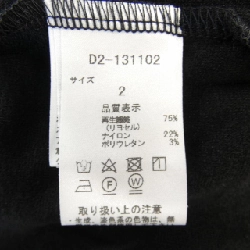 D2-131102
サイズ
2
品質表示
再生繊維 75%
(リヨセル)
ナイロン 22%
ポリウレタン 3%
取り扱い上の注意